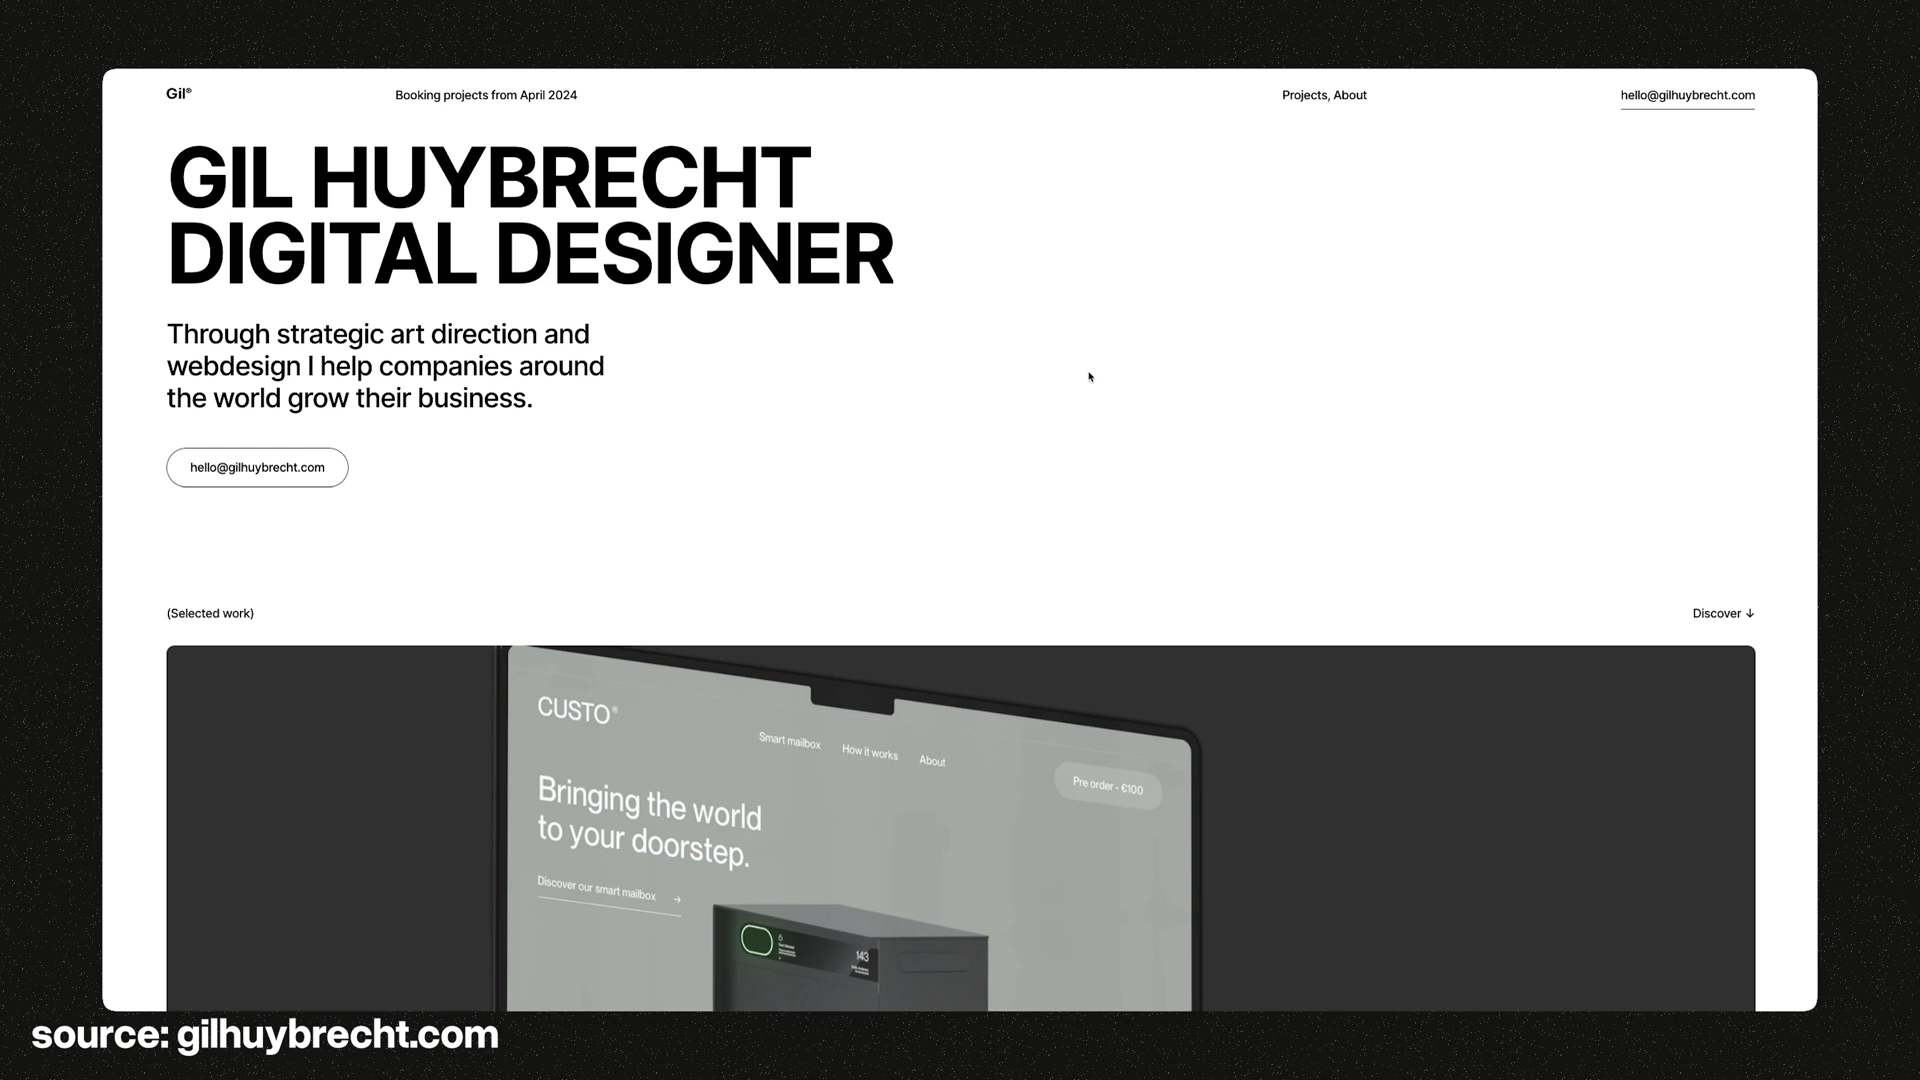 Gil®
Booking projects from April 2024
Projects, About
hello@gilhuybrecht.com
GIL HUYBRECHT
DIGITAL DESIGNER
Through strategic art direction and
webdesign I help companies around
the world grow their business.
hello@gilhuybrecht.com
(Selected work)
Discover ↓
CUSTO®
Smart mailbox
How it works
About
Pre order - €100
Bringing the world
to your doorstep.
Discover our smart mailbox →
143
source: gilhuybrecht.com